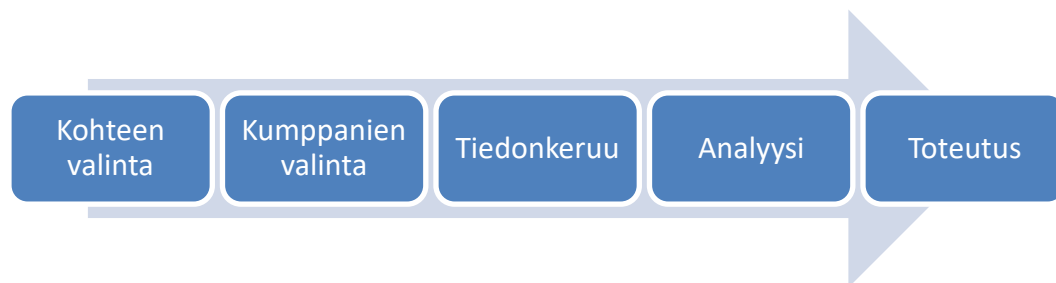 Kohteen
valinta
Kumppanien
valinta
Tiedonkeruu
Analyysi
Toteutus